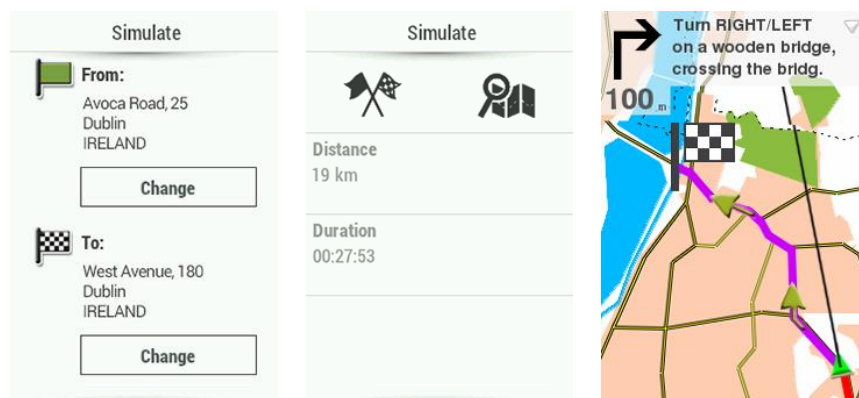 Simulate
From:
Avoca Road, 25
Dublin
IRELAND
Change
To:
West Avenue, 180
Dublin
IRELAND
Change
Simulate
Distance
19 km
Duration
00:27:53
Turn RIGHT/LEFT
on a wooden bridge,
crossing the bridg.
100 m